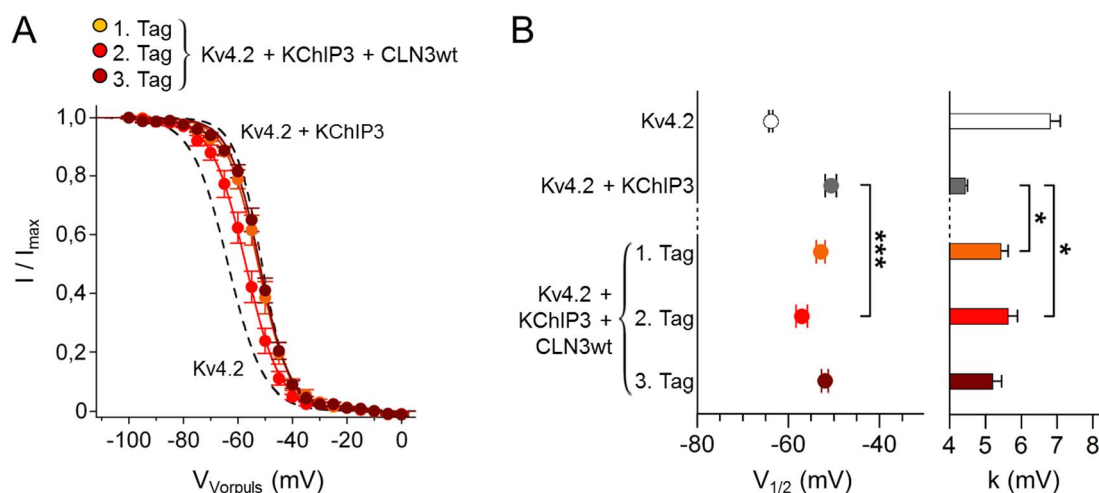 A
1. Tag
2. Tag
3. Tag
Kv4.2 + KChIP3 + CLN3wt
1,0
0,8
0,6
0,4
0,2
0
I / Imax
Kv4.2 + KChIP3
Kv4.2
-100
-80
-60
-40
-20
0
VVorpuls (mV)
B
Kv4.2
Kv4.2 + KChIP3
Kv4.2 +
KChIP3 +
CLN3wt
1. Tag
2. Tag
3. Tag
***
-80
-60
-40
V1/2 (mV)
*
*
4
5
6
7
8
k (mV)